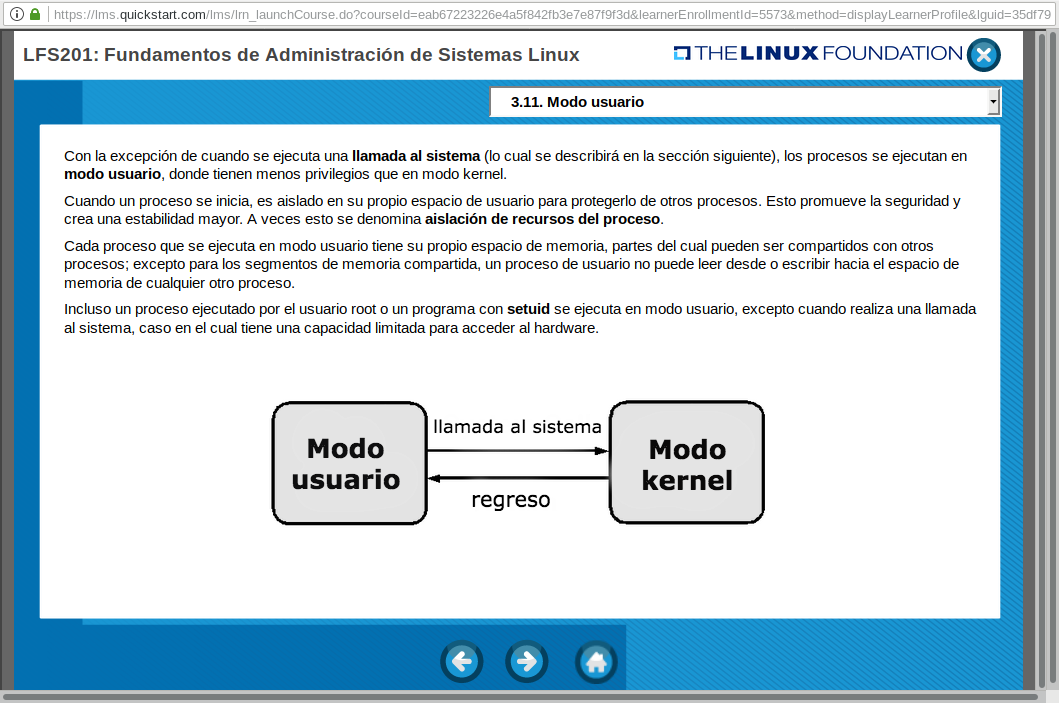 https://lms.quickstart.com/lms/lrn_launchCourse.do?courseId=eab67223226e4a5f842fb3e7e87f9f3d&learnerEnrollmentId=5573&method=displayLearnerProfile&lguid=35df79
LFS201: Fundamentos de Administración de Sistemas Linux
THE LINUX FOUNDATION
3.11. Modo usuario
Con la excepción de cuando se ejecuta una llamada al sistema (lo cual se describirá en la sección siguiente), los procesos se ejecutan en
modo usuario, donde tienen menos privilegios que en modo kernel.
Cuando un proceso se inicia, es aislado en su propio espacio de usuario para protegerlo de otros procesos. Esto promueve la seguridad y
crea una estabilidad mayor. A veces esto se denomina aislación de recursos del proceso.
Cada proceso que se ejecuta en modo usuario tiene su propio espacio de memoria, partes del cual pueden ser compartidos con otros
procesos; excepto para los segmentos de memoria compartida, un proceso de usuario no puede leer desde o escribir hacia el espacio de
memoria de cualquier otro proceso.
Incluso un proceso ejecutado por el usuario root o un programa con setuid se ejecuta en modo usuario, excepto cuando realiza una llamada
al sistema, caso en el cual tiene una capacidad limitada para acceder al hardware.
Modo
usuario
llamada al sistema
regreso
Modo
kernel